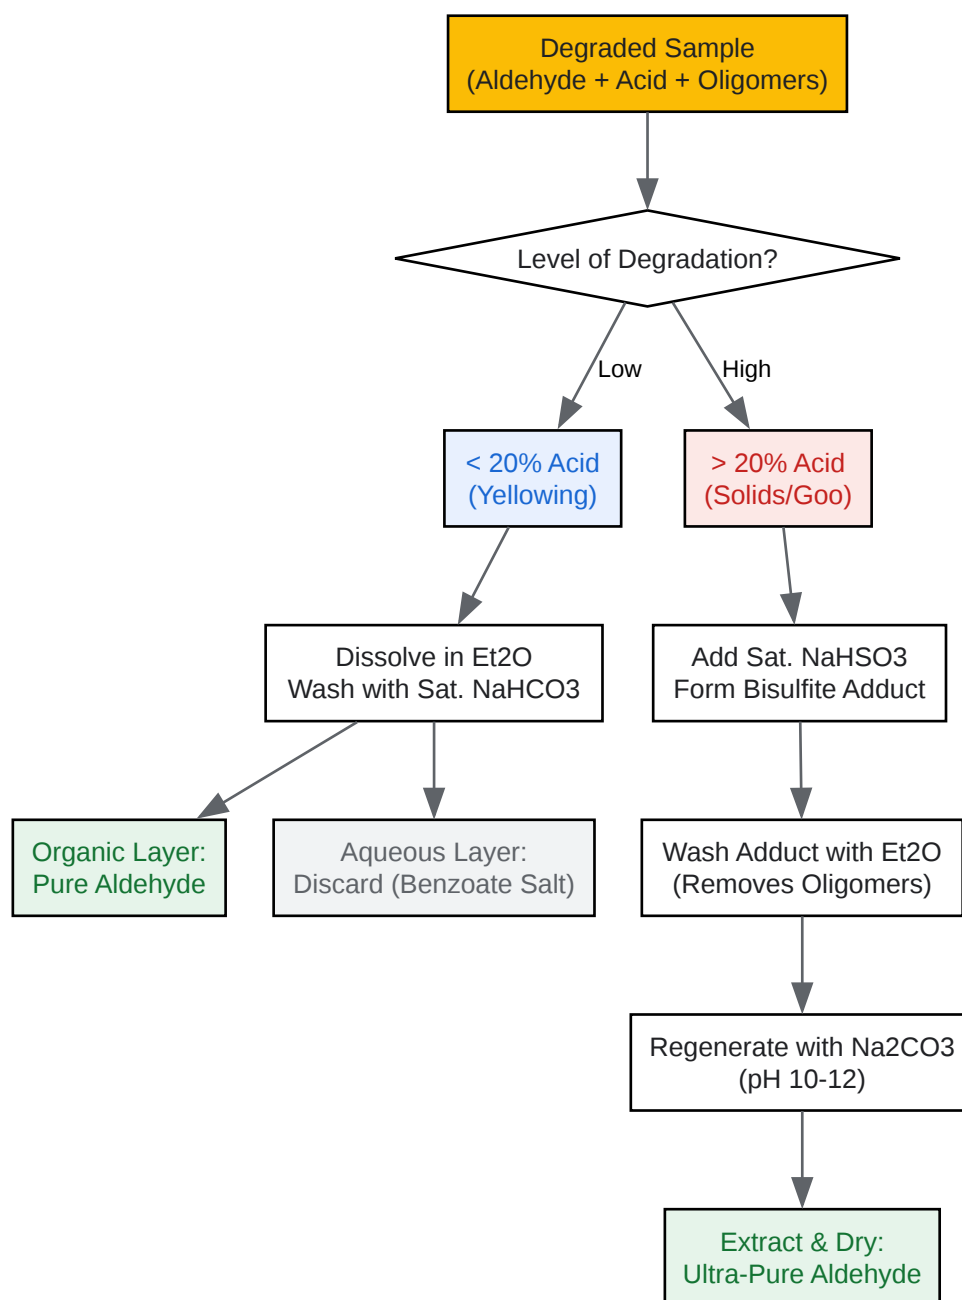 Degraded Sample
(Aldehyde + Acid + Oligomers)
Level of Degradation?
Low
High
< 20% Acid
(Yellowing)
> 20% Acid
(Solids/Goo)
Dissolve in Et2O
Wash with Sat. NaHCO3
Add Sat. NaHSO3
Form Bisulfite Adduct
Organic Layer:
Pure Aldehyde
Aqueous Layer:
Discard (Benzoate Salt)
Wash Adduct with Et2O
(Removes Oligomers)
Regenerate with Na2CO3
(pH 10-12)
Extract & Dry:
Ultra-Pure Aldehyde